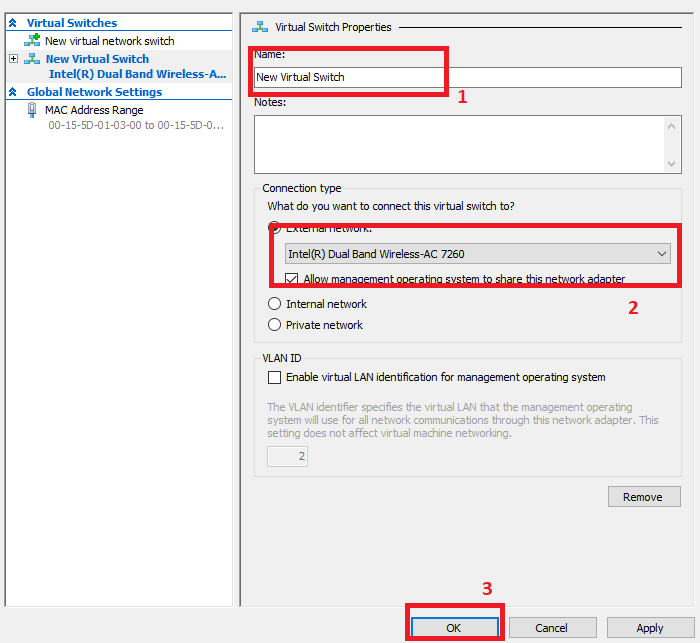 Virtual Switches
New virtual network switch
New Virtual Switch
Intel(R) Dual Band Wireless-A...
Global Network Settings
MAC Address Range
00-15-5D-01-03-00 to 00-15-5D-0...
Virtual Switch Properties
Name:
New Virtual Switch
1
Notes:
Connection type
What do you want to connect this virtual switch to?
External network:
Intel(R) Dual Band Wireless-AC 7260
Allow management operating system to share this network adapter
2
Internal network
Private network
VLAN ID
Enable virtual LAN identification for management operating system
The VLAN identifier specifies the virtual LAN that the management operating
system will use for all network communications through this network adapter. This
setting does not affect virtual machine networking.
2
Remove
3
OK
Cancel
Apply